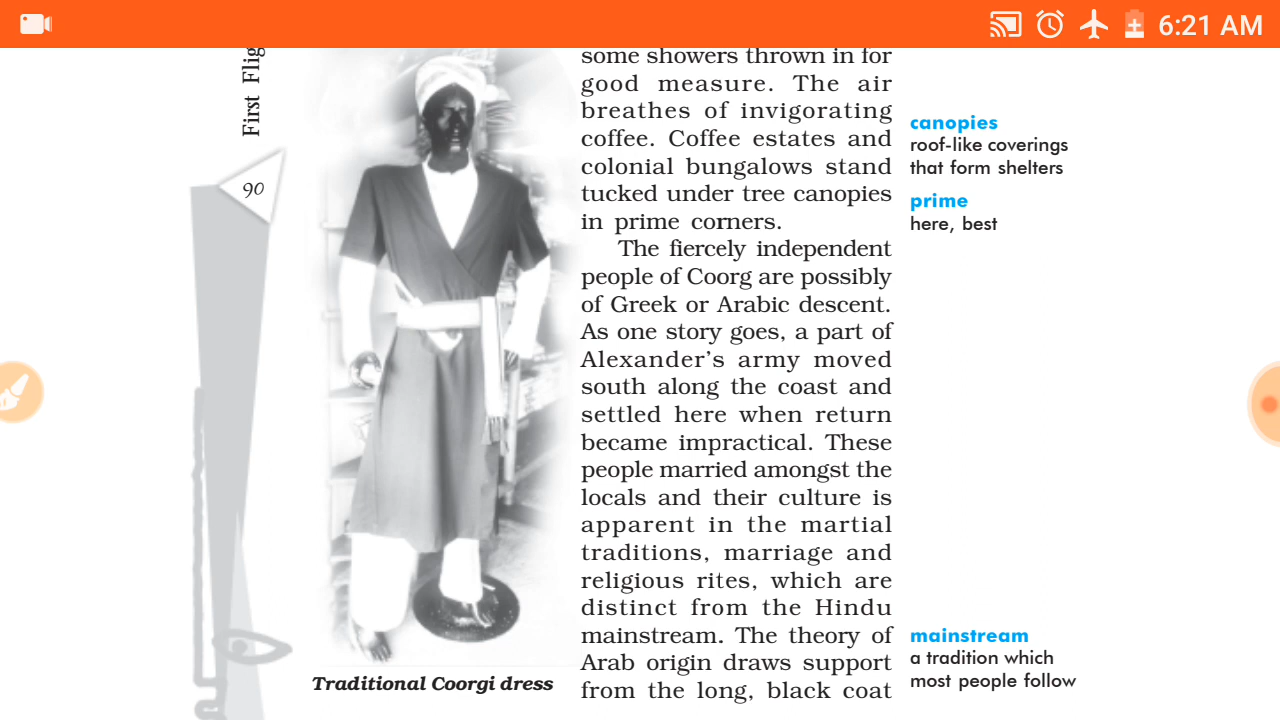 6:21 AM
First Flig
90
some showers thrown in for
good measure. The air
breathes of invigorating
coffee. Coffee estates and
colonial bungalows stand
tucked under tree canopies
in prime corners.
The fiercely independent
people of Coorg are possibly
of Greek or Arabic descent.
As one story goes, a part of
Alexander's army moved
south along the coast and
settled here when return
became impractical. These
people married amongst the
locals and their culture is
apparent in the martial
traditions, marriage and
religious rites, which are
distinct from the Hindu
mainstream. The theory of
Arab origin draws support
from the long, black coat
canopies
roof-like coverings
that form shelters
prime
here, best
mainstream
a tradition which
most people follow
Traditional Coorgi dress